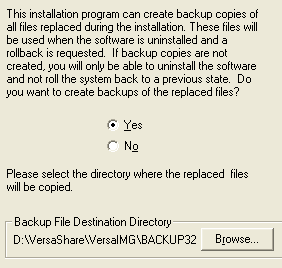 This installation program can create backup copies of
all files replaced during the installation. These files will
be used when the software is uninstalled and a
rollback is requested. If backup copies are not
created, you will only be able to uninstall the software
and not roll the system back to a previous state. Do
you want to create backups of the replaced files?
Yes
No
Please select the directory where the replaced files
will be copied.
Backup File Destination Directory
D:\VersaShare\VersaIMG\BACKUP32
Browse...